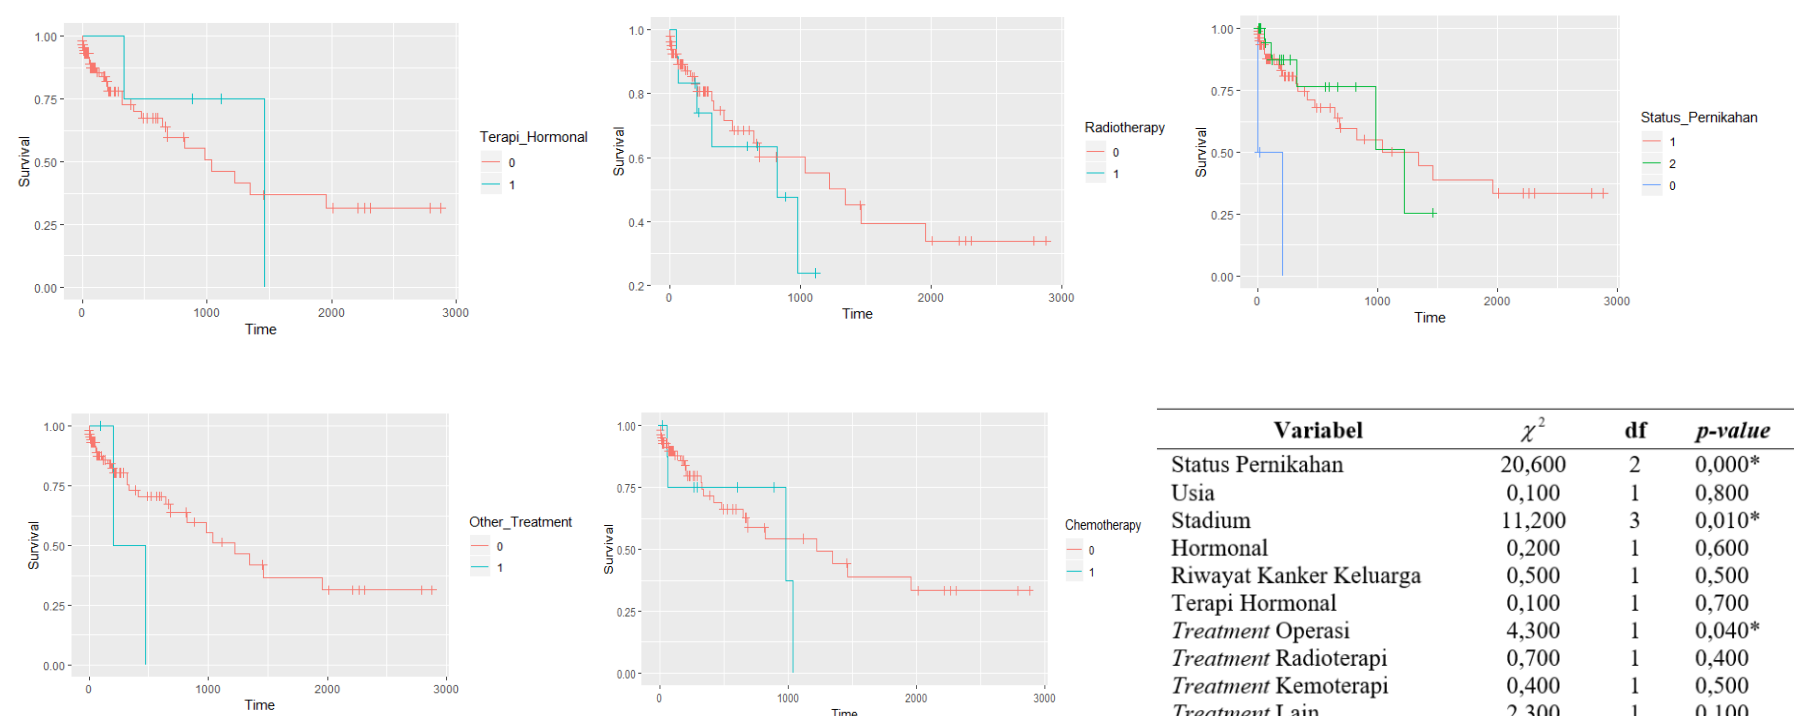 1.00
0.75
0.50
0.25
0.00
Survival
0
1000
2000
3000
Time
Terapi_Hormonal
0
1
1.0
0.8
0.6
0.4
0.2
Survival
0
1000
2000
3000
Time
Radiotherapy
0
1
1.00
0.75
0.50
0.25
0.00
Survival
0
1000
2000
3000
Time
Status_Pernikahan
1
2
0
1.00
0.75
0.50
0.25
0.00
Survival
0
1000
2000
3000
Time
Other_Treatment
0
1
1.00
0.75
0.50
0.25
0.00
Survival
0
1000
2000
3000
Time
Chemotherapy
0
1
Variabel χ² df p-value
Status Pernikahan 20,600 2 0,000*
Usia 0,100 1 0,800
Stadium 11,200 3 0,010*
Hormonal 0,200 1 0,600
Riwayat Kanker Keluarga 0,500 1 0,500
Terapi Hormonal 0,100 1 0,700
Treatment Operasi 4,300 1 0,040*
Treatment Radioterapi 0,700 1 0,400
Treatment Kemoterapi 0,400 1 0,500
Treatment Lain 2,300 1 0,100